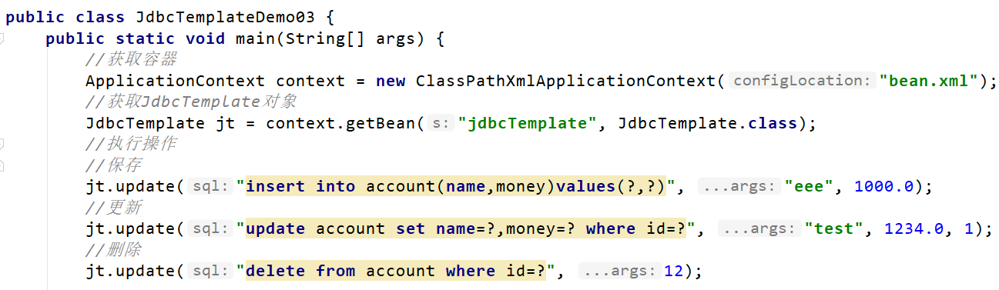 public class JdbcTemplateDemo03 {
public static void main(String[] args) {
//获取容器
ApplicationContext context = new ClassPathXmlApplicationContext( configLocation: "bean.xml");
//获取JdbcTemplate对象
JdbcTemplate jt = context.getBean( s: "jdbcTemplate", JdbcTemplate.class);
//执行操作
//保存
jt.update( sql: "insert into account(name,money)values(?,?)", ...args: "eee", 1000.0);
//更新
jt.update( sql: "update account set name=?,money=? where id=?", ...args: "test", 1234.0, 1);
//删除
jt.update( sql: "delete from account where id=?", ...args: 12);